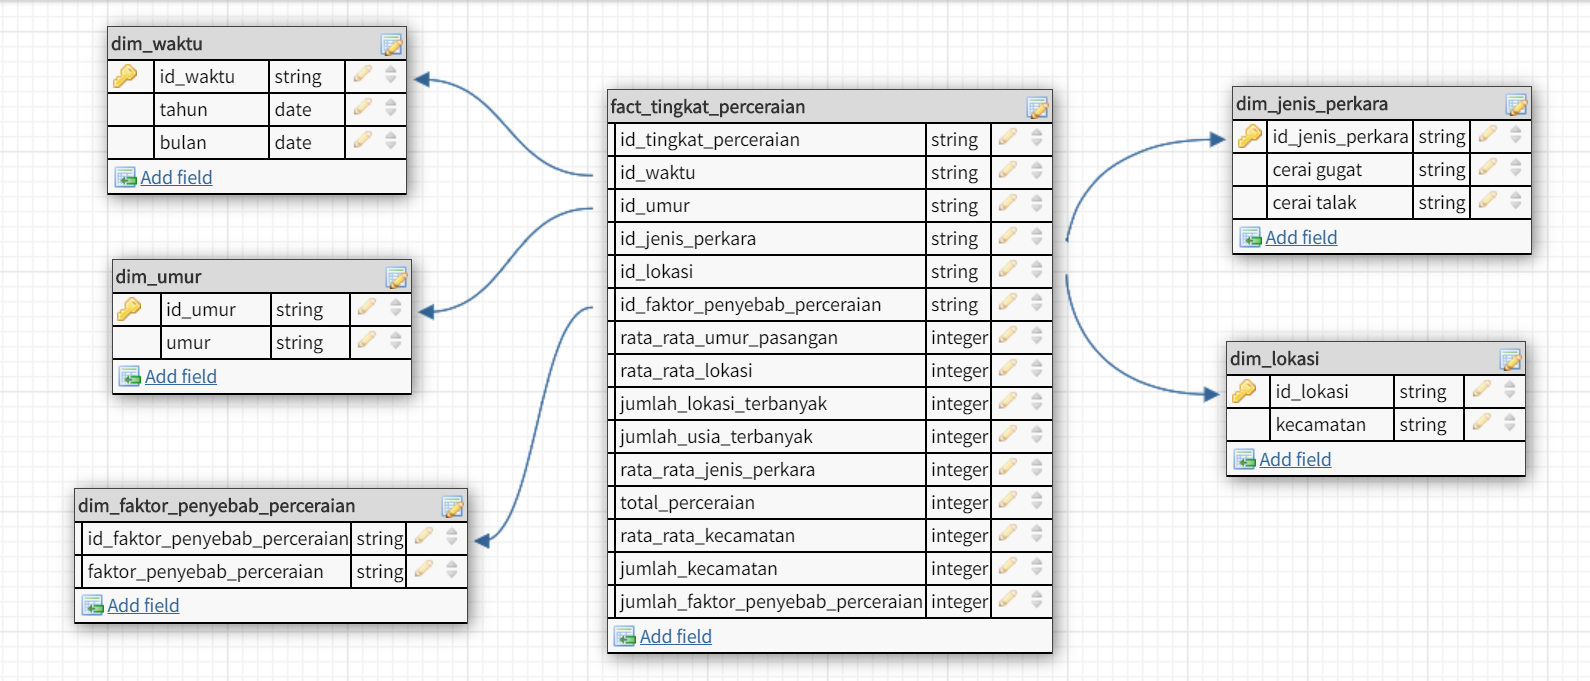 dim_waktu
id_waktu string
tahun date
bulan date
Add field
dim_umur
id_umur string
umur string
Add field
dim_faktor_penyebab_perceraian
id_faktor_penyebab_perceraian string
faktor_penyebab_perceraian string
Add field
fact_tingkat_perceraian
id_tingkat_perceraian string
id_waktu string
id_umur string
id_jenis_perkara string
id_lokasi string
id_faktor_penyebab_perceraian string
rata_rata_umur_pasangan integer
rata_rata_lokasi integer
jumlah_lokasi_terbanyak integer
jumlah_usia_terbanyak integer
rata_rata_jenis_perkara integer
total_perceraian integer
rata_rata_kecamatan integer
jumlah_kecamatan integer
jumlah_faktor_penyebab_perceraian integer
Add field
dim_jenis_perkara
id_jenis_perkara string
cerai gugat string
cerai talak string
Add field
dim_lokasi
id_lokasi string
kecamatan string
Add field